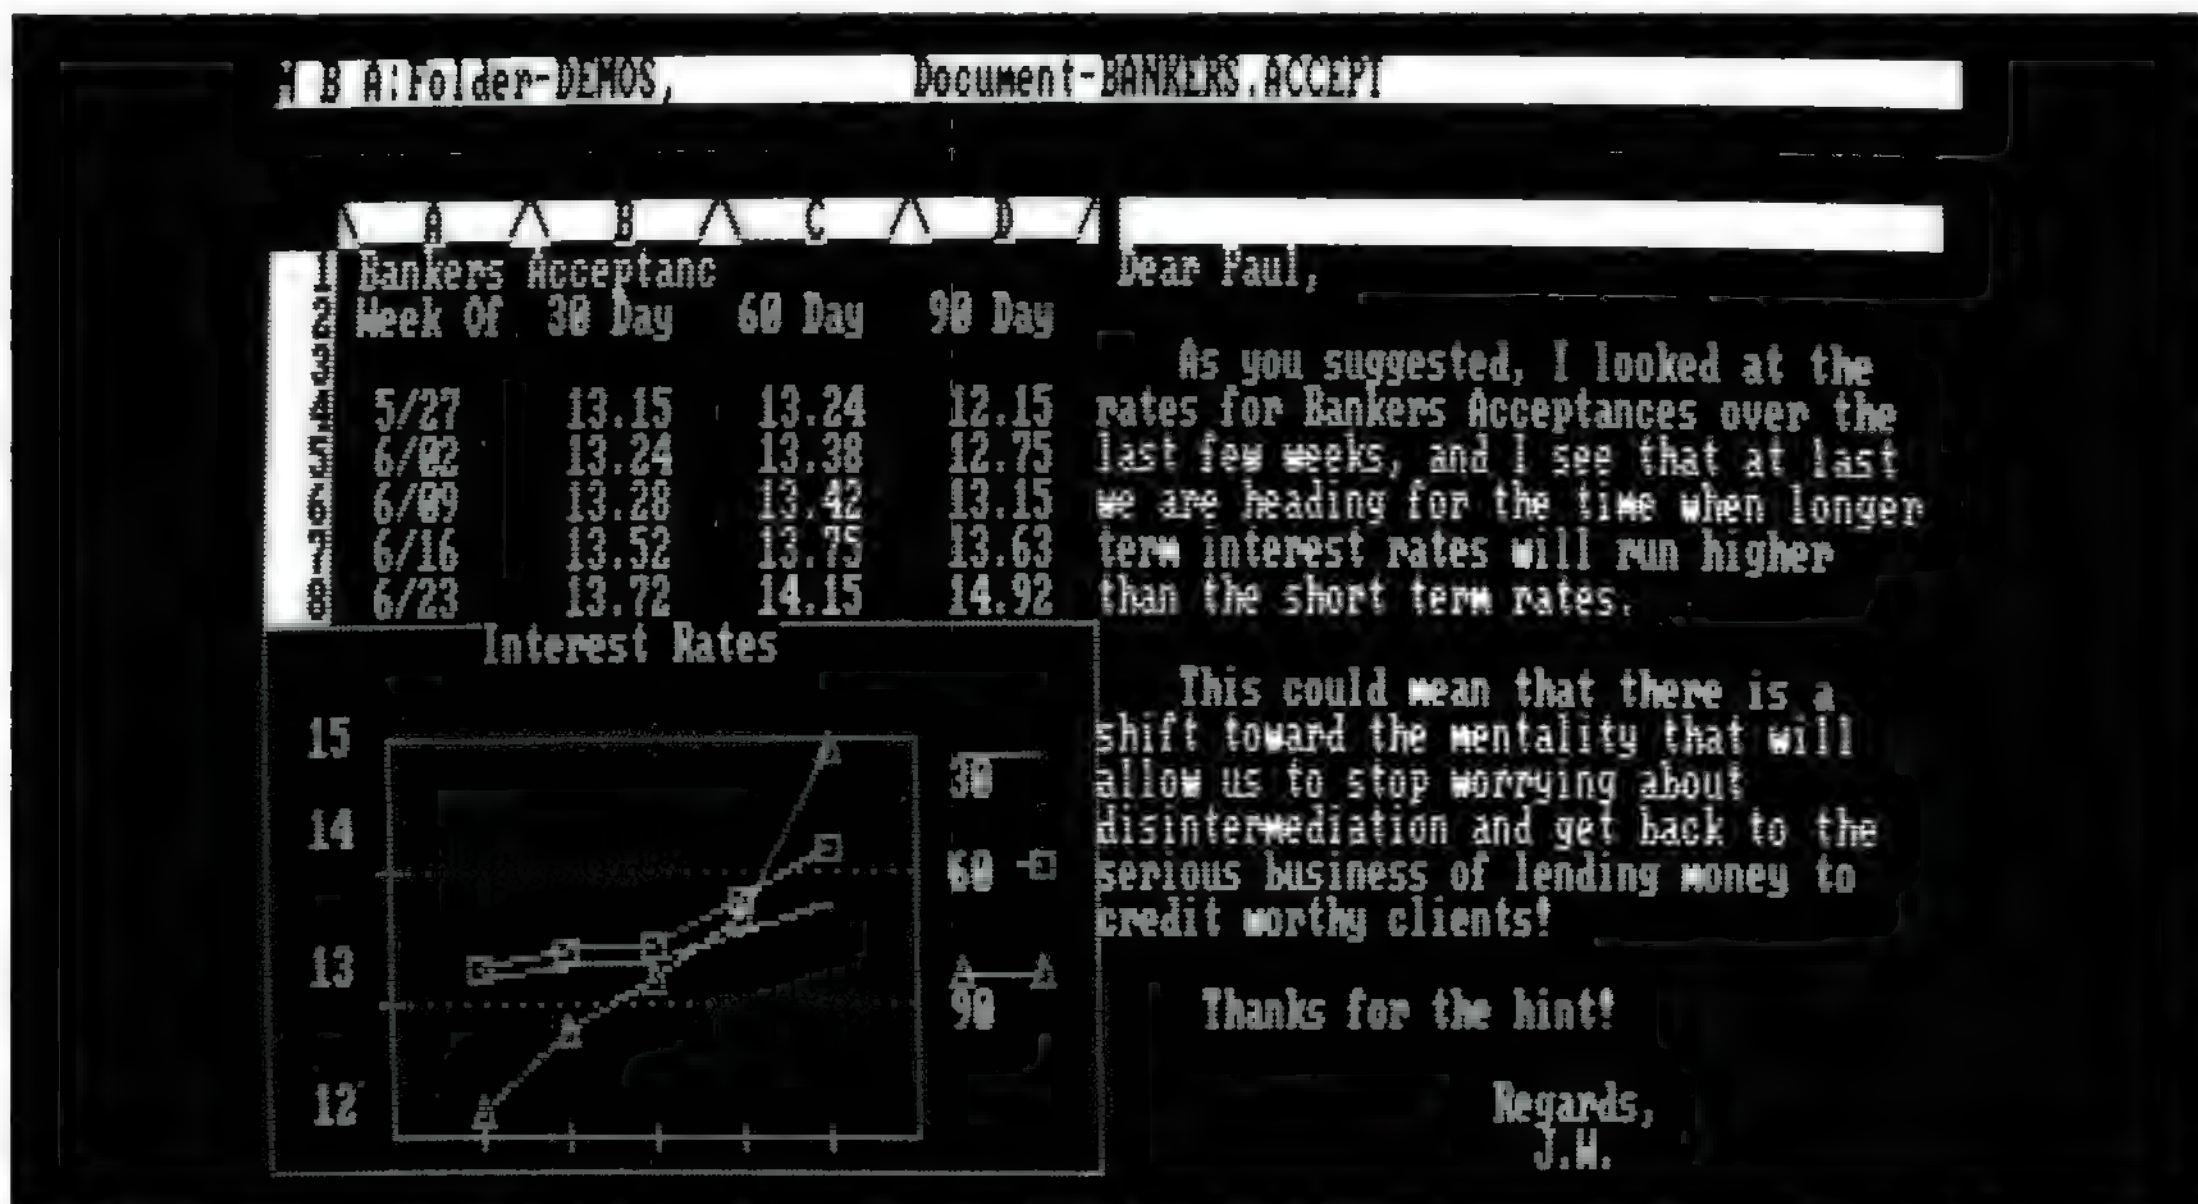 A B A:Folder-DEMOS, Document-BANKERS.ACCEPT
A B C D
1 Bankers Acceptanc
2 Week Of 30 Day 60 Day 90 Day
3
4 5/27 13.15 13.24 12.15
5 6/02 13.24 13.38 12.75
6 6/09 13.28 13.42 13.15
7 6/16 13.52 13.75 13.63
8 6/23 13.72 14.15 14.92
Interest Rates
15
14
13
12
30
60
90
Dear Paul,
As you suggested, I looked at the
rates for Bankers Acceptances over the
last few weeks, and I see that at last
we are heading for the time when longer
term interest rates will run higher
than the short term rates.
This could mean that there is a
shift toward the mentality that will
allow us to stop worrying about
disintermediation and get back to the
serious business of lending money to
credit worthy clients!
Thanks for the hint!
Regards,
J.W.